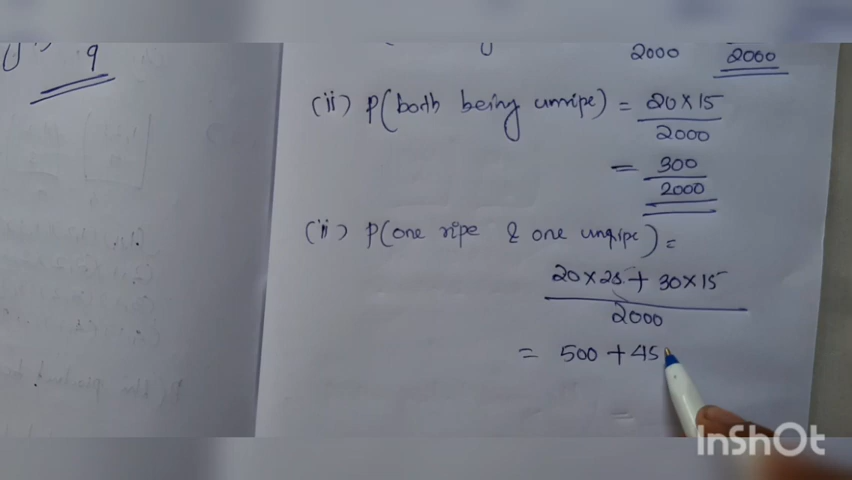 9
2000 2000
(ii) P(both being unripe) = 20×15
2000
= 300
2000
(ii) P(one ripe & one unripe) =
20×25 + 30×15
2000
= 500 + 45
InShOt